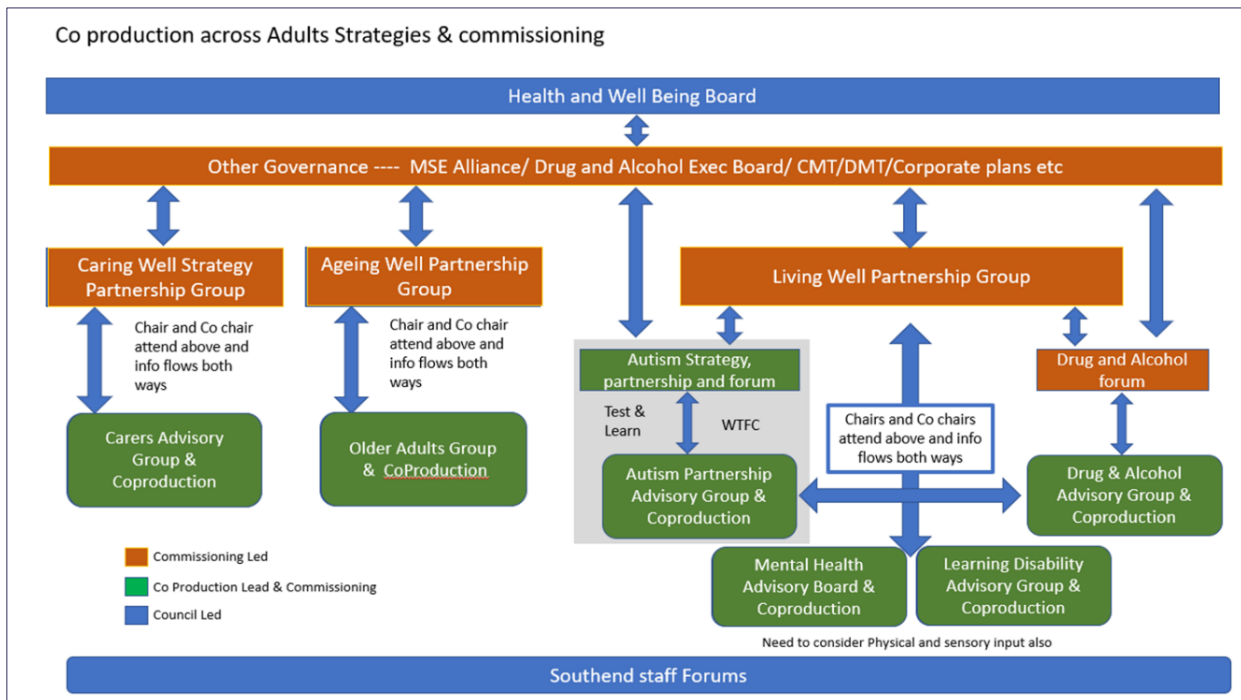 Co production across Adults Strategies & commissioning
Health and Well Being Board
Other Governance ---- MSE Alliance/ Drug and Alcohol Exec Board/ CMT/DMT/Corporate plans etc
Caring Well Strategy
Partnership Group
Ageing Well Partnership
Group
Living Well Partnership Group
Chair and Co chair
attend above and
info flows both
ways
Chair and Co chair
attend above and
info flows both
ways
Autism Strategy,
partnership and forum
Drug and Alcohol
forum
Test &
Learn
WTFC
Chairs and Co chairs
attend above and info
flows both ways
Carers Advisory
Group &
Coproduction
Older Adults Group
& CoProduction
Autism Partnership
Advisory Group &
Coproduction
Drug & Alcohol
Advisory Group &
Coproduction
Mental Health
Advisory Board &
Coproduction
Learning Disability
Advisory Group &
Coproduction
Commissioning Led
Co Production Lead & Commissioning
Council Led
Need to consider Physical and sensory input also
Southend staff Forums